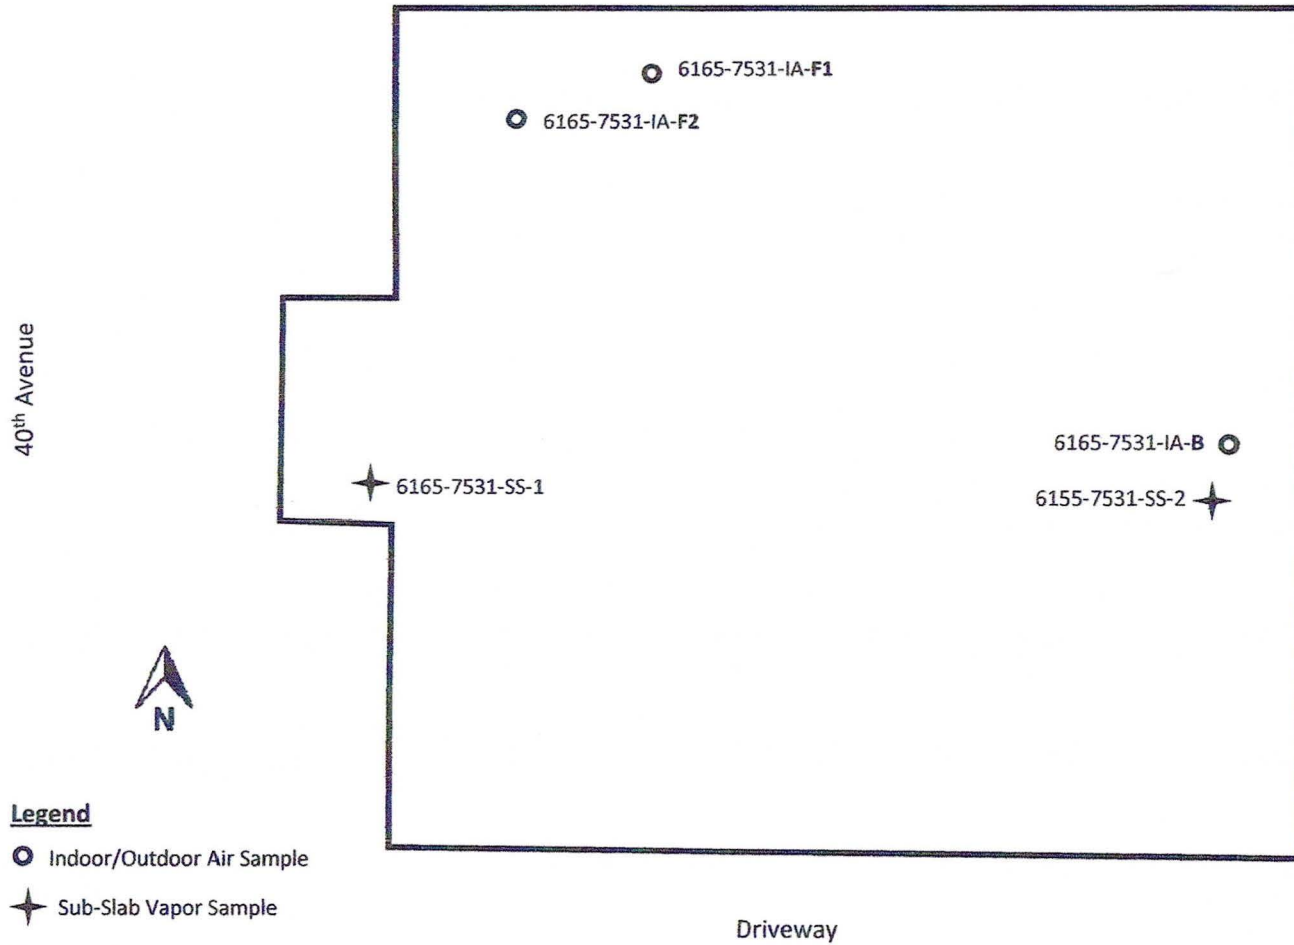 6165-7531-IA-F1
6165-7531-IA-F2
40th Avenue
6165-7531-IA-B
6165-7531-SS-1
6155-7531-SS-2
N
Legend
Indoor/Outdoor Air Sample
Sub-Slab Vapor Sample
Driveway